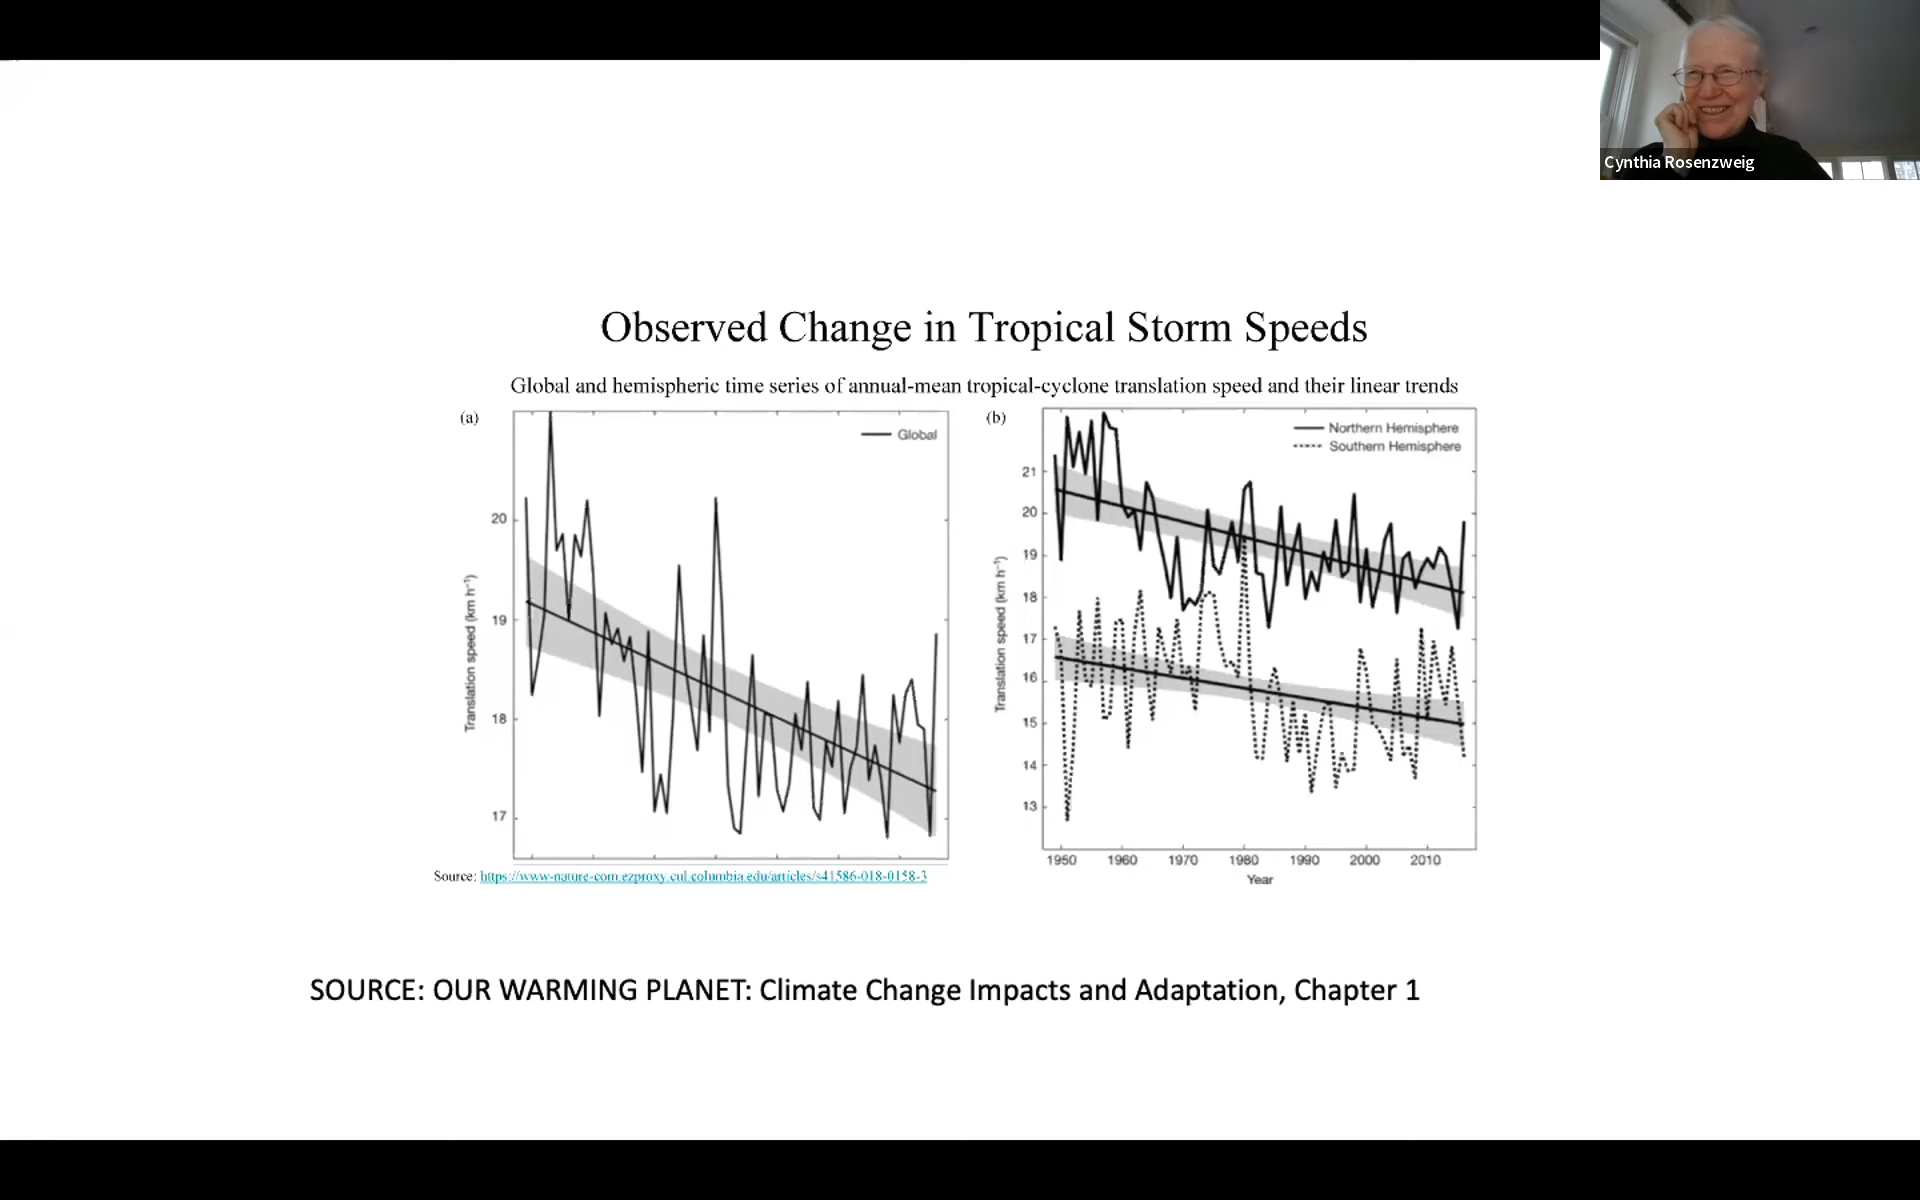 Cynthia Rosenzweig
Observed Change in Tropical Storm Speeds
Global and hemispheric time series of annual-mean tropical-cyclone translation speed and their linear trends
(a)
Global
20
19
18
17
Translation speed (km h⁻¹)
(b)
Northern Hemisphere
Southern Hemisphere
21
20
19
18
17
16
15
14
13
Translation speed (km h⁻¹)
1950 1960 1970 1980 1990 2000 2010
Year
Source: https://www-nature-com.ezproxy.cul.columbia.edu/articles/s41586-018-0158-3
SOURCE: OUR WARMING PLANET: Climate Change Impacts and Adaptation, Chapter 1